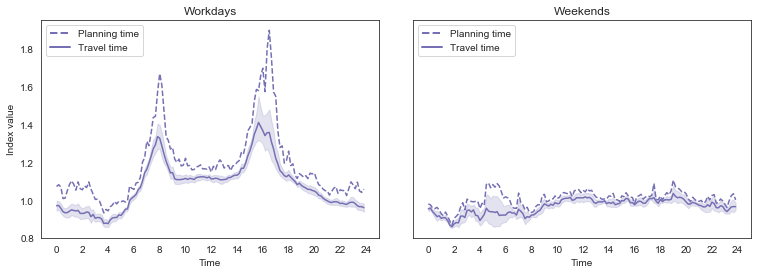 Workdays
Planning time
Travel time
Index value
1.8
1.6
1.4
1.2
1.0
0.8
0 2 4 6 8 10 12 14 16 18 20 22 24
Time
Weekends
Planning time
Travel time
0 2 4 6 8 10 12 14 16 18 20 22 24
Time